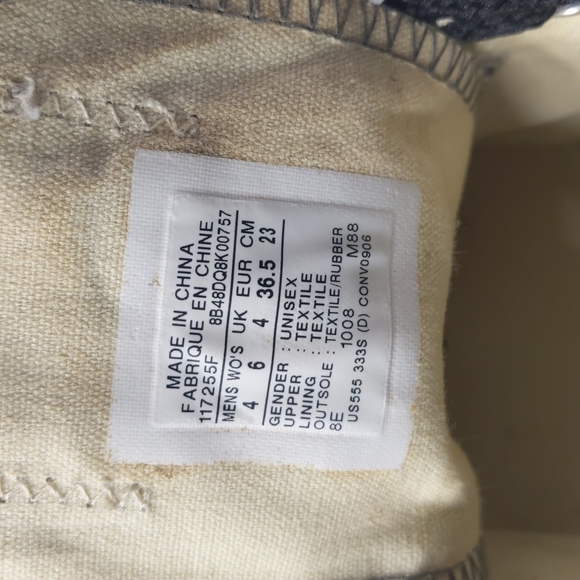 MADE IN CHINA
FABRIQUE EN CHINE
117255F 8B48DQ8K00757
MENS WO'S UK EUR CM
4 6 4 36.5 23
GENDER : UNISEX
UPPER : TEXTILE
LINING : TEXTILE
OUTSOLE : TEXTILE/RUBBER
8E 1008 M88
US555 333S (D) CONV0906